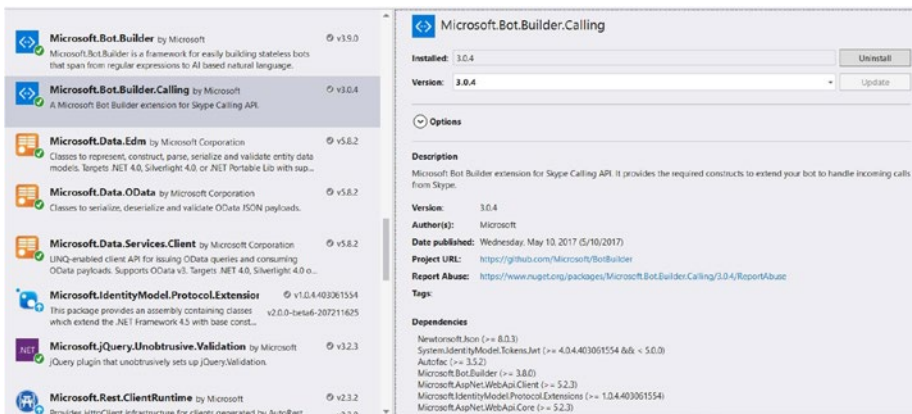 Microsoft.Bot.Builder by Microsoft v3.9.0
Microsoft.Bot.Builder is a framework for easily building stateless bots
that span from regular expressions to AI based natural language.
Microsoft.Bot.Builder.Calling by Microsoft v3.0.4
A Microsoft Bot Builder extension for Skype Calling API.
Microsoft.Data.Edm by Microsoft Corporation v5.8.2
Classes to represent, construct, parse, serialize and validate entity data
models. Targets .NET 4.0, Silverlight 4.0, or .NET Portable Lib with sup...
Microsoft.Data.OData by Microsoft Corporation v5.8.2
Classes to serialize, deserialize and validate OData JSON payloads.
Microsoft.Data.Services.Client by Microsoft Corporation v5.8.2
LINQ-enabled client API for issuing OData queries and consuming
OData payloads. Supports OData v3. Targets .NET 4.0, Silverlight 4.0 o...
Microsoft.IdentityModel.Protocol.Extension v1.0.4.403061554
This package provides an assembly containing classes v2.0.0-beta6-207211625
which extend the .NET Framework 4.5 with base const...
.NET
Microsoft.jQuery.Unobtrusive.Validation by Microsoft v3.2.3
jQuery plugin that unobtrusively sets up jQuery.Validation.
Microsoft.Rest.ClientRuntime by Microsoft v2.3.2
Provides HttpClient infrastructure for clients generated by AutoRest.
Microsoft.Bot.Builder.Calling
Installed: 3.0.4 Uninstall
Version: 3.0.4 Update
Options
Description
Microsoft Bot Builder extension for Skype Calling API. It provides the required constructs to extend your bot to handle incoming calls
from Skype.
Version: 3.0.4
Author(s): Microsoft
Date published: Wednesday, May 10, 2017 (5/10/2017)
Project URL: https://github.com/Microsoft/BotBuilder
Report Abuse: https://www.nuget.org/packages/Microsoft.Bot.Builder.Calling/3.0.4/ReportAbuse
Tags:
Dependencies
Newtonsoft.Json (>= 8.0.3)
System.IdentityModel.Tokens.Jwt (>= 4.0.4.403061554 && < 5.0.0)
Autofac (>= 3.5.2)
Microsoft.Bot.Builder (>= 3.8.0)
Microsoft.AspNet.WebApi.Client (>= 5.2.3)
Microsoft.IdentityModel.Protocol.Extensions (>= 1.0.4.403061554)
Microsoft.AspNet.WebApi.Core (>= 5.2.3)